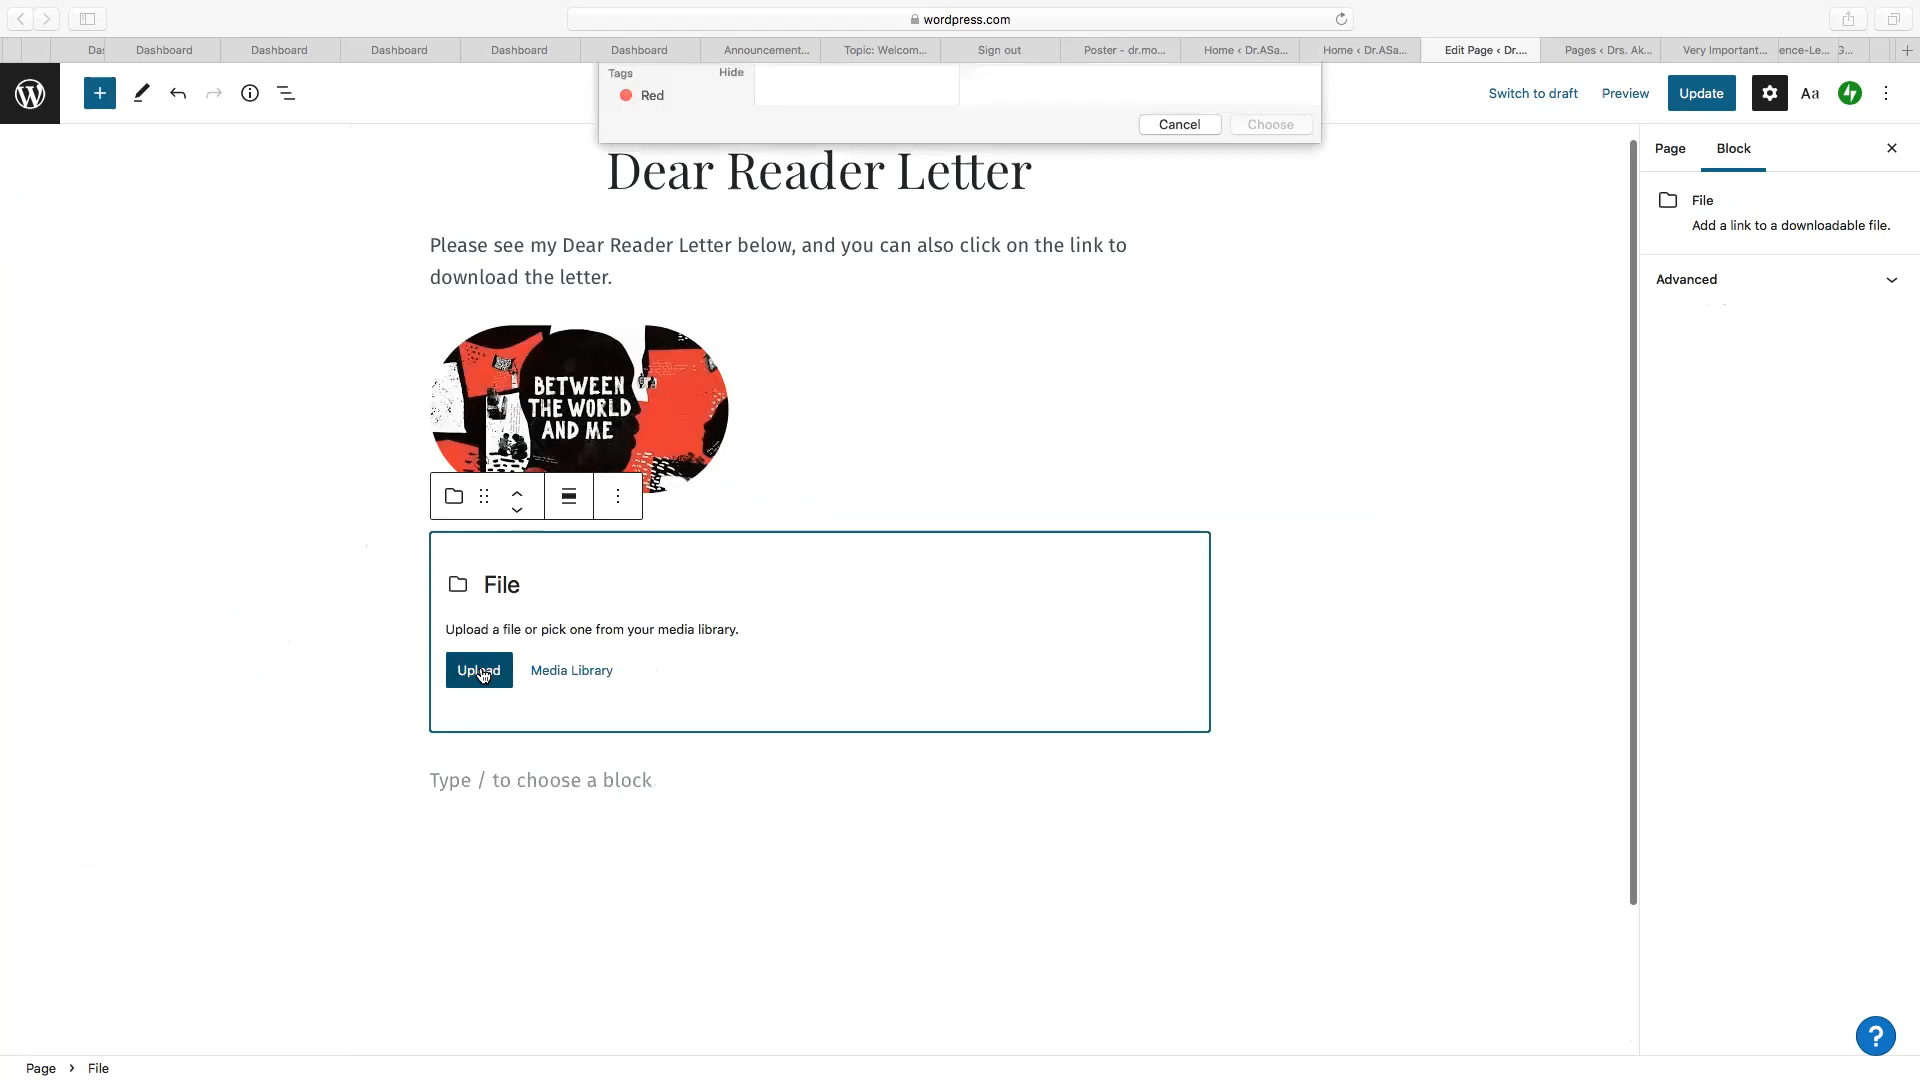 wordpress.com
Das
Dashboard
Dashboard
Dashboard
Dashboard
Dashboard
Announcement...
Topic: Welcom...
Sign out
Poster - dr.mo...
Home < Dr.ASa...
Home < Dr.ASa...
Edit Page < Dr....
Pages < Drs. Ak...
Very Important...
ence-Le...
Tags
Hide
Red
Cancel
Choose
Switch to draft
Preview
Update
Aa
Dear Reader Letter
Please see my Dear Reader Letter below, and you can also click on the link to
download the letter.
BETWEEN
THE WORLD
AND ME
File
Upload a file or pick one from your media library.
Upload
Media Library
Type / to choose a block
Page
Block
File
Add a link to a downloadable file.
Advanced
?
Page > File